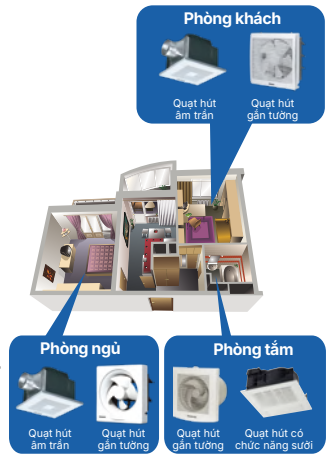 Phòng khách
Quạt hút
âm trần
Quạt hút
gắn tường
Phòng ngủ
Quạt hút
âm trần
Quạt hút
gắn tường
Phòng tắm
Quạt hút
gắn tường
Quạt hút có
chức năng sưởi